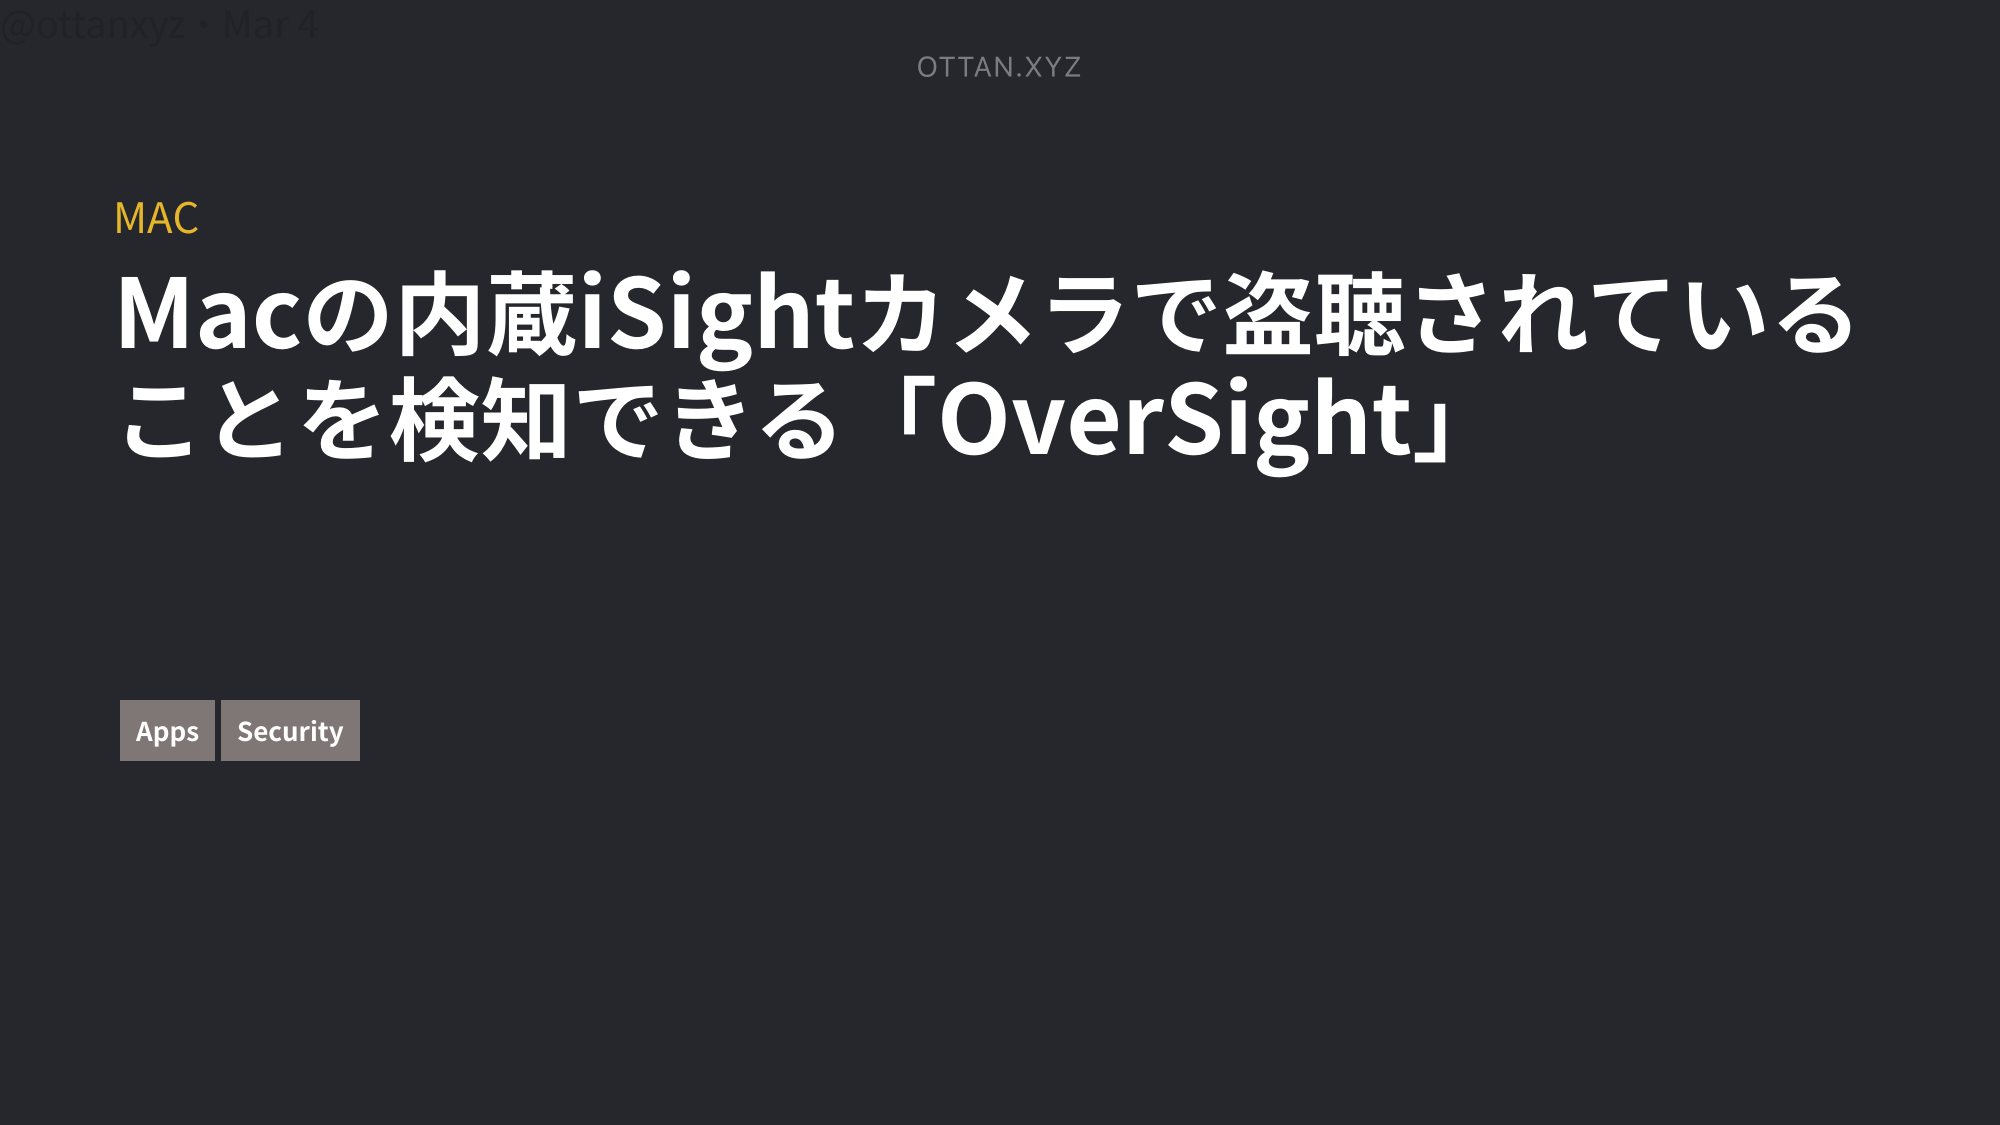 @ottanxyz・Mar 4
OTTAN.XYZ
MAC
Macの内蔵iSightカメラで盗聴されている
ことを検知できる「OverSight」
Apps
Security